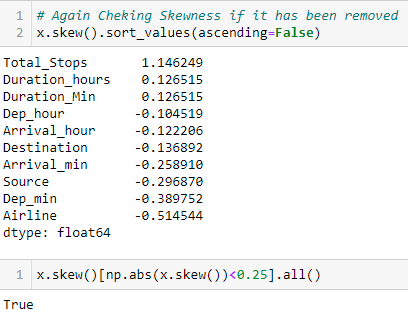 1 # Again Cheking Skewness if it has been removed
2 x.skew().sort_values(ascending=False)
Total_Stops 1.146249
Duration_hours 0.126515
Duration_Min 0.126515
Dep_hour -0.104519
Arrival_hour -0.122206
Destination -0.136892
Arrival_min -0.258910
Source -0.296870
Dep_min -0.389752
Airline -0.514544
dtype: float64
1 x.skew()[np.abs(x.skew())<0.25].all()
True